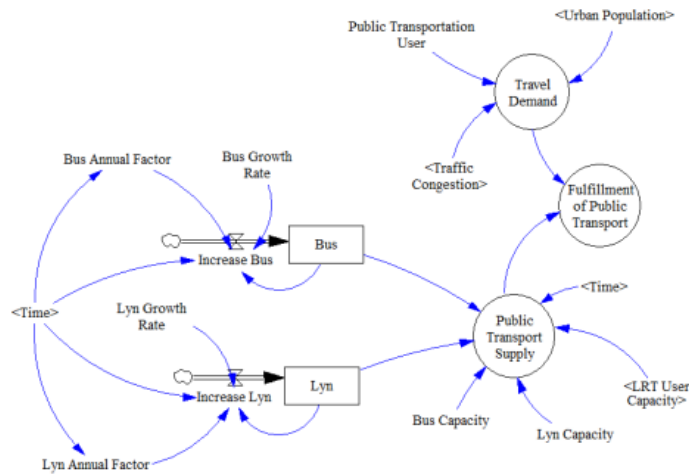 <Urban Population>
Public Transportation
User
Travel
Demand
Bus Annual Factor
Bus Growth
Rate
<Traffic
Congestion>
Fulfillment
of Public
Transport
Bus
Increase Bus
<Time>
<Time>
Lyn Growth
Rate
Public
Transport
Supply
Lyn
Increase Lyn
<LRT User
Capacity>
Bus Capacity
Lyn Capacity
Lyn Annual Factor